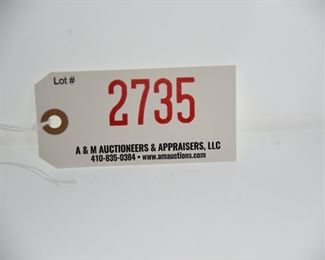 Lot #
2735
A & M AUCTIONEERS & APPRAISERS, LLC
410-835-0384 • www.amauctions.com